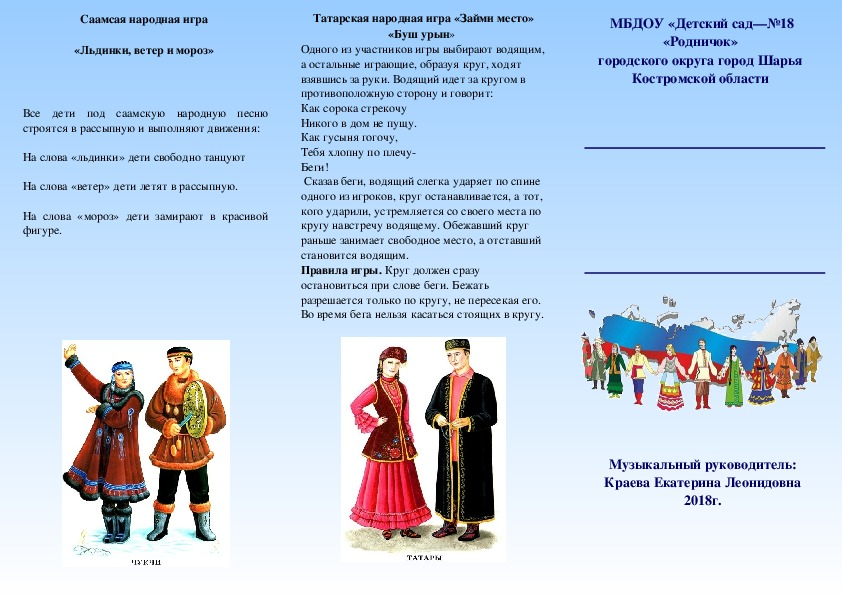 Саамсая народная игра
«Льдинки, ветер и мороз»
Все дети под саамскую народную песню
строятся в рассыпную и выполняют движения:
На слова «льдинки» дети свободно танцуют
На слова «ветер» дети летят в рассыпную.
На слова «мороз» дети замирают в красивой
фигуре.
ЧУКЧИ
Татарская народная игра «Займи место»
«Буш урын»
Одного из участников игры выбирают водящим,
а остальные играющие, образуя круг, ходят
взявшись за руки. Водящий идет за кругом в
противоположную сторону и говорит:
Как сорока стрекочу
Никого в дом не пущу.
Как гусыня гогочу,
Тебя хлопну по плечу-
Беги!
Сказав беги, водящий слегка ударяет по спине
одного из игроков, круг останавливается, а тот,
кого ударили, устремляется со своего места по
кругу навстречу водящему. Обежавший круг
раньше занимает свободное место, а отставший
становится водящим.
Правила игры. Круг должен сразу
остановиться при слове беги. Бежать
разрешается только по кругу, не пересекая его.
Во время бега нельзя касаться стоящих в кругу.
ТАТАРЫ
МБДОУ «Детский сад—№18
«Родничок»
городского округа город Шарья
Костромской области
Музыкальный руководитель:
Краева Екатерина Леонидовна
2018г.